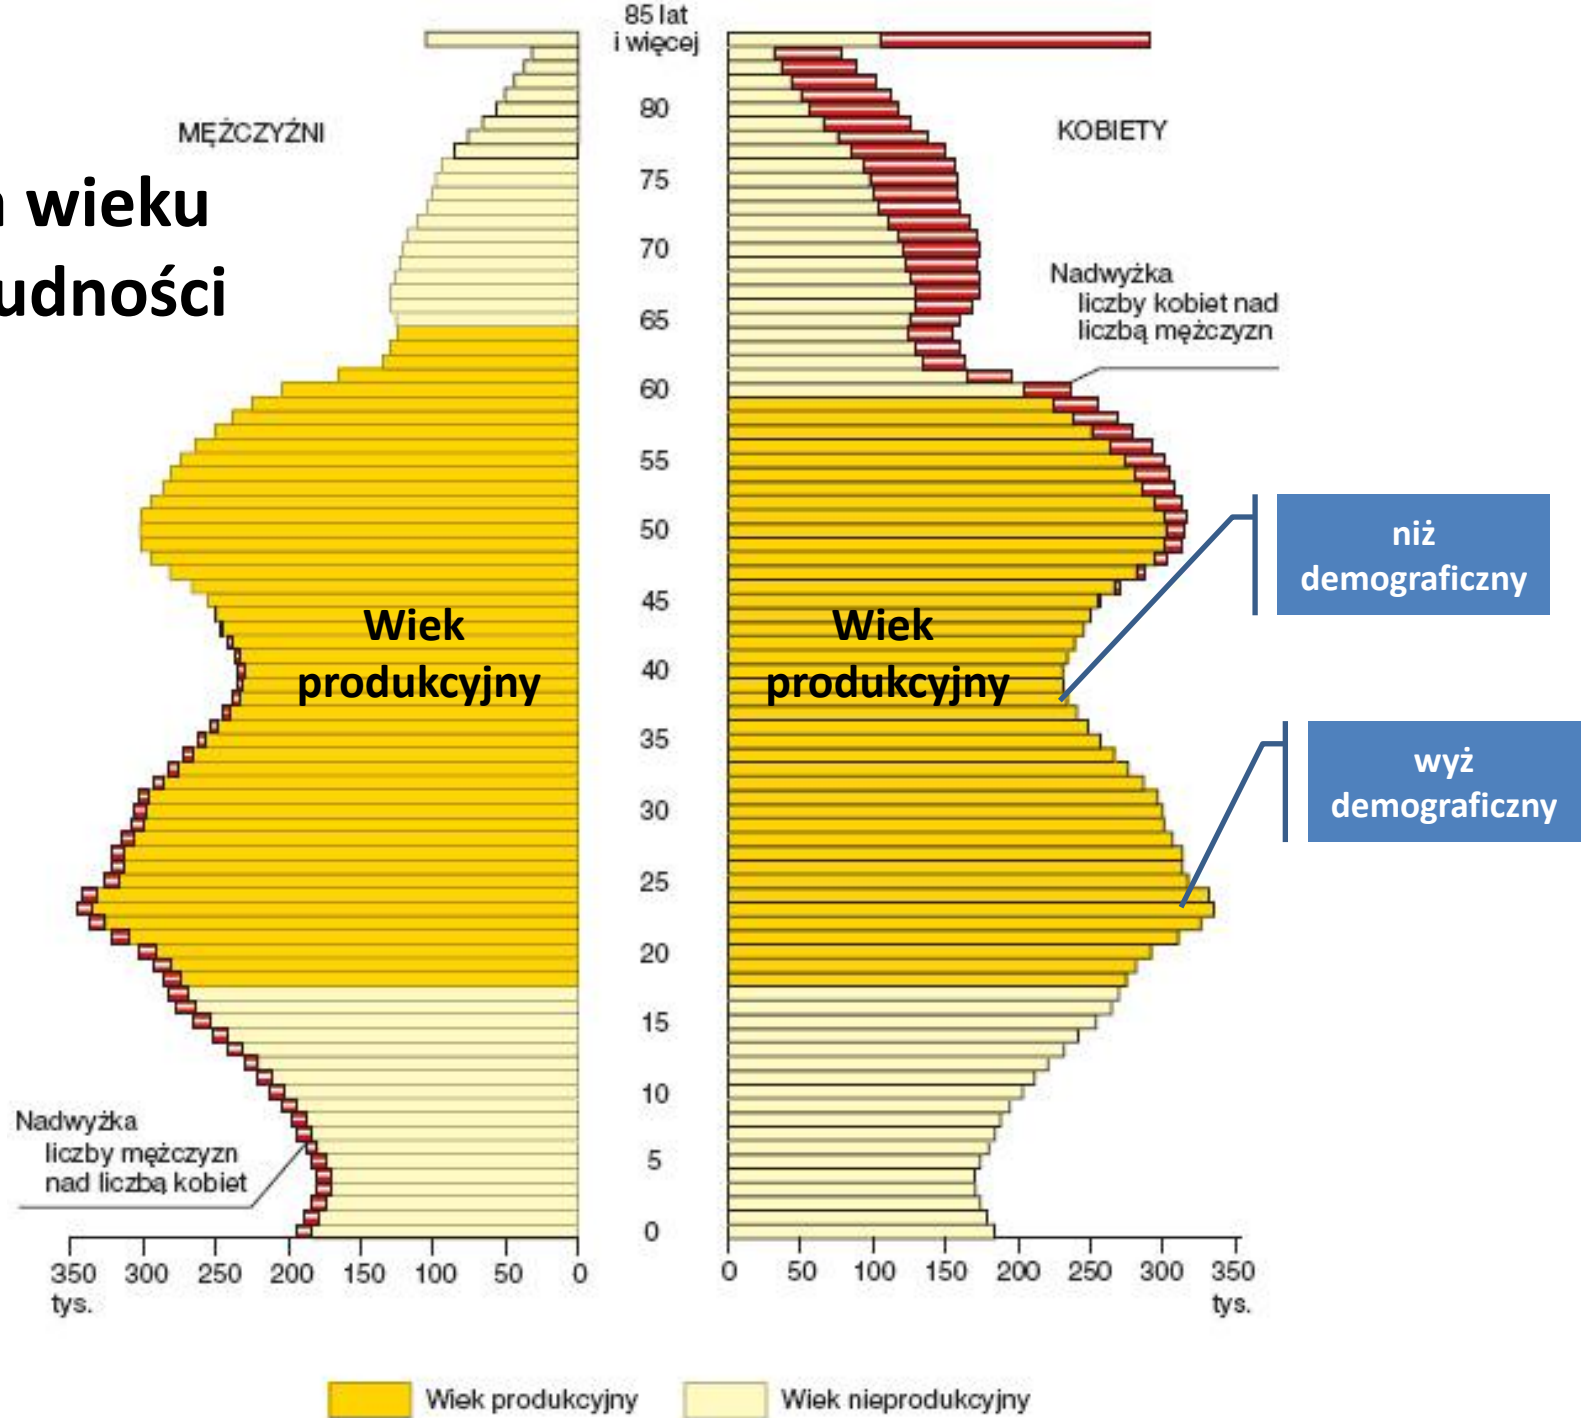 85 lat
i więcej
MĘŻCZYŹNI
KOBIETY
wieku
udności
80
75
70
65
60
55
50
45
40
35
30
25
20
15
10
5
0
Nadwyżka
liczby kobiet nad
liczbą mężczyzn
niż
demograficzny
Wiek
produkcyjny
Wiek
produkcyjny
wyż
demograficzny
Nadwyżka
liczby mężczyzn
nad liczbą kobiet
350 300 250 200 150 100 50 0
tys.
0 50 100 150 200 250 300 350
tys.
Wiek produkcyjny
Wiek nieprodukcyjny